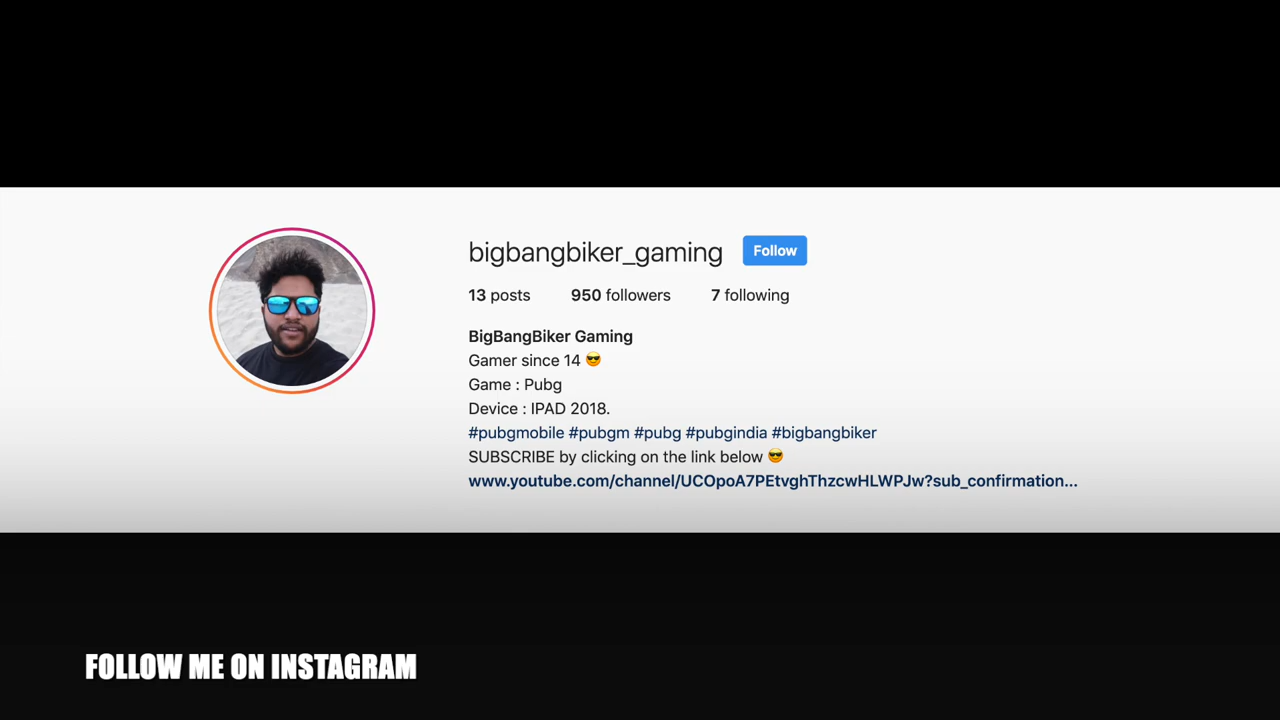 bigbangbiker_gaming Follow
13 posts 950 followers 7 following
BigBangBiker Gaming
Gamer since 14 😎
Game : Pubg
Device : IPAD 2018.
#pubgmobile #pubgm #pubg #pubgindia #bigbangbiker
SUBSCRIBE by clicking on the link below 😎
www.youtube.com/channel/UCOpoA7PEtvghThzcwHLWPJw?sub_confirmation...
FOLLOW ME ON INSTAGRAM